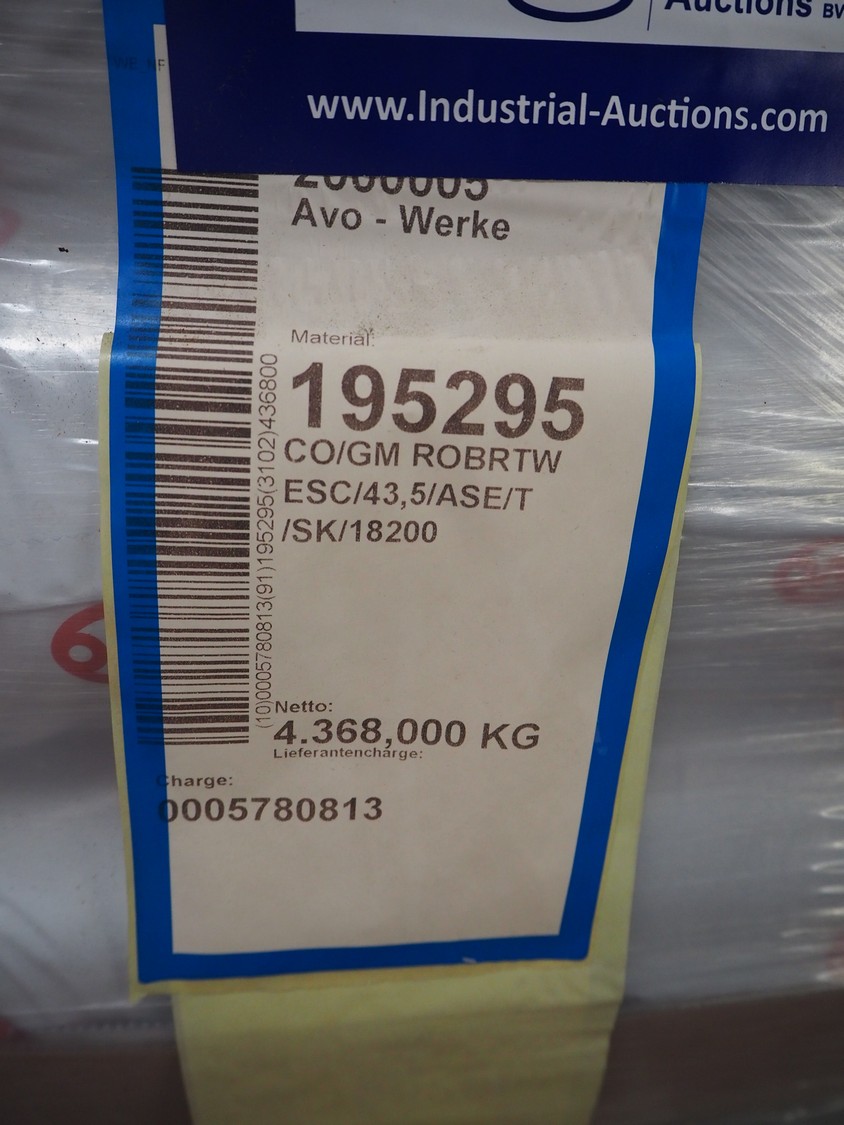 Auctions BV
www.Industrial-Auctions.com
Avo - Werke
Material:
195295
CO/GM ROBRTW
ESC/43,5/ASE/T
/SK/18200
(10)0005780813(91)195295(3102)436800
Netto:
4.368,000 KG
Lieferantencharge:
Charge:
0005780813